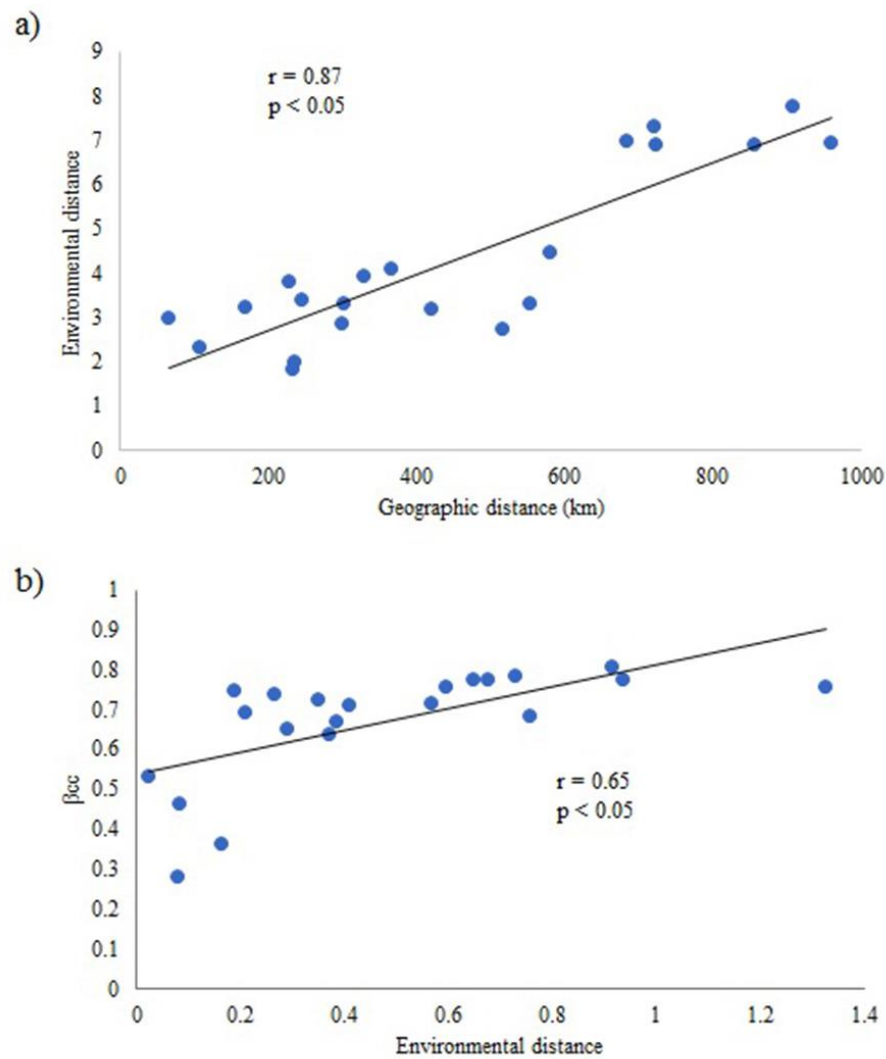 a)
r = 0.87
p < 0.05
9
8
7
6
5
4
3
2
1
0
Environmental distance
0 200 400 600 800 1000
Geographic distance (km)
b)
1
0.9
0.8
0.7
0.6
0.5
0.4
0.3
0.2
0.1
0
βcc
r = 0.65
p < 0.05
0 0.2 0.4 0.6 0.8 1 1.2 1.4
Environmental distance